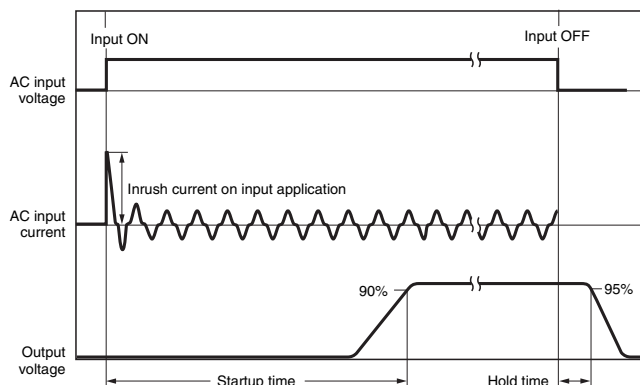 Input ON
Input OFF
AC input
voltage
Inrush current on input application
AC input
current
90%
95%
Output
voltage
Startup time
Hold time